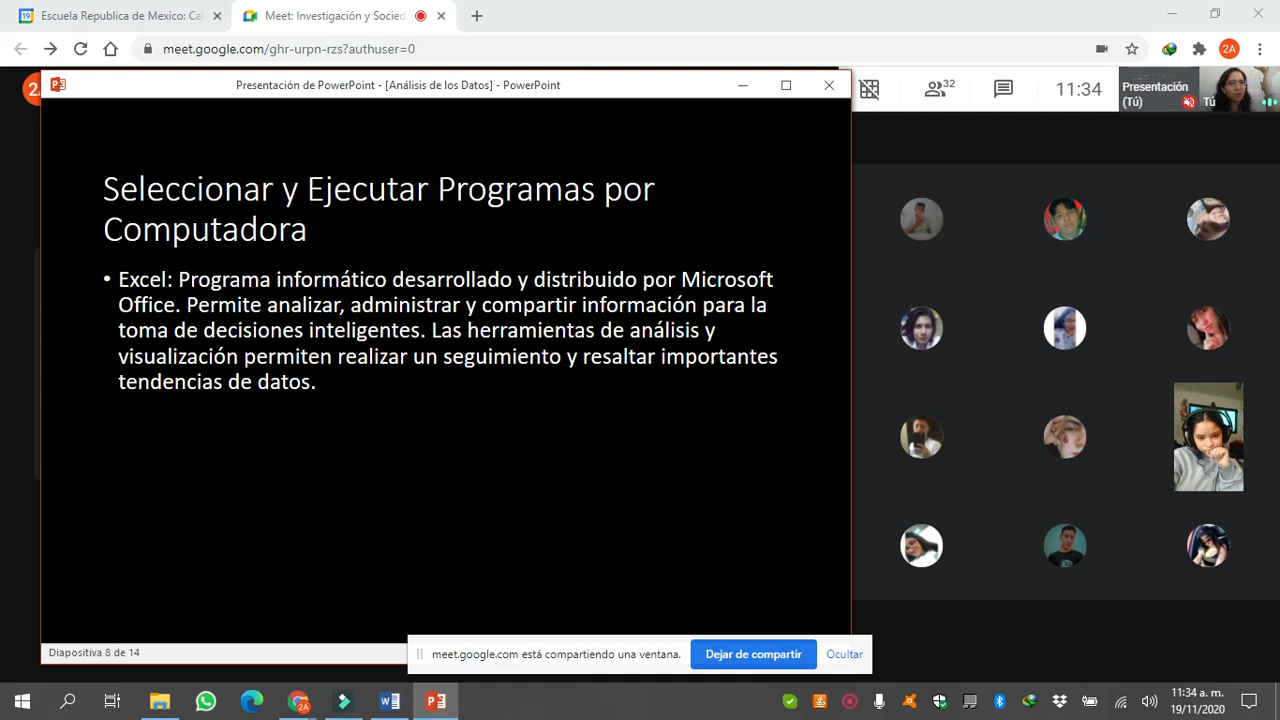 Escuela Republica de Mexico: Cal
Meet: Investigación y Socied
meet.google.com/ghr-urpn-rzs?authuser=0
2A
Presentación de PowerPoint - [Análisis de los Datos] - PowerPoint
32
11:34
Presentación
(Tú)
Tú
Seleccionar y Ejecutar Programas por
Computadora
• Excel: Programa informático desarrollado y distribuido por Microsoft
Office. Permite analizar, administrar y compartir información para la
toma de decisiones inteligentes. Las herramientas de análisis y
visualización permiten realizar un seguimiento y resaltar importantes
tendencias de datos.
Diapositiva 8 de 14
meet.google.com está compartiendo una ventana.
Dejar de compartir
Ocultar
11:34 a. m.
19/11/2020